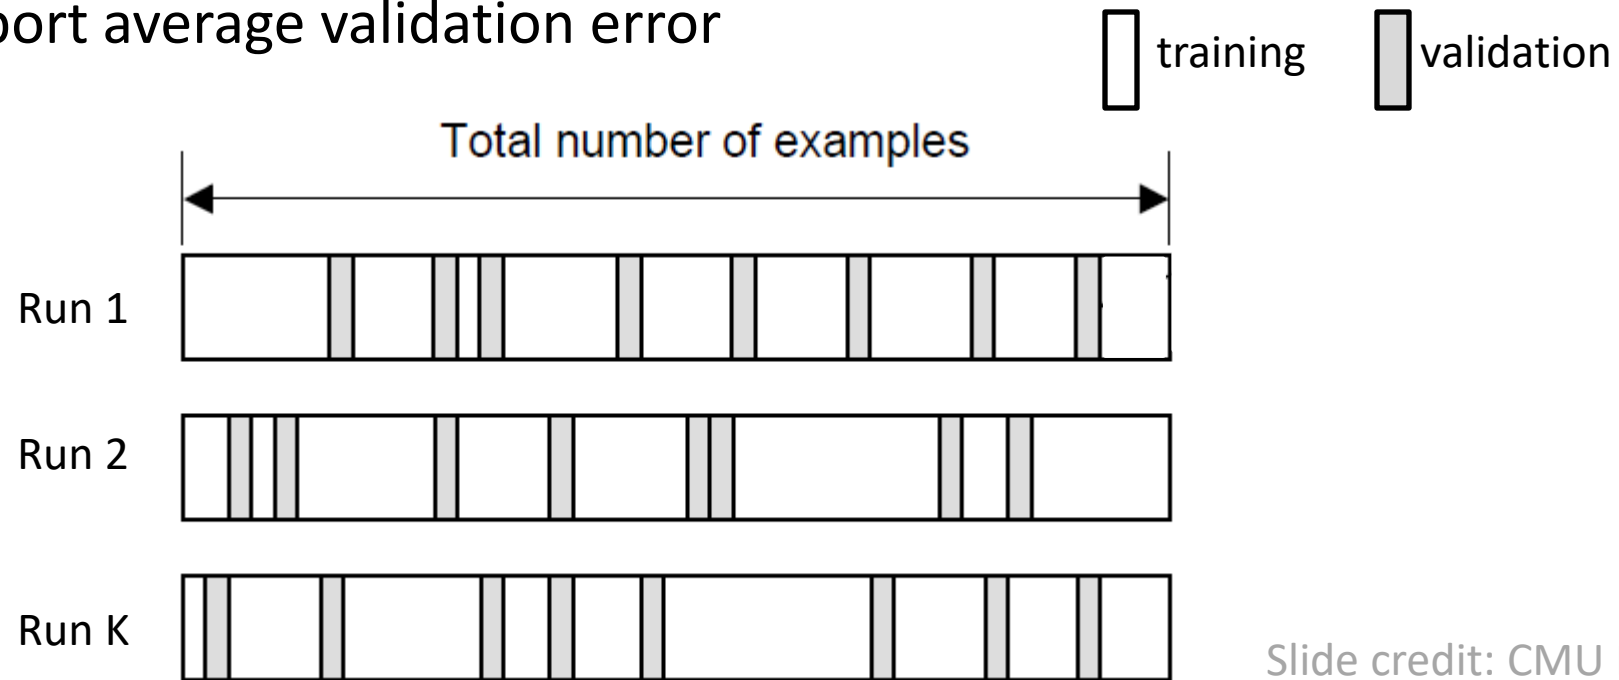 port average validation error
training
validation
Total number of examples
Run 1
Run 2
Run K
Slide credit: CMU